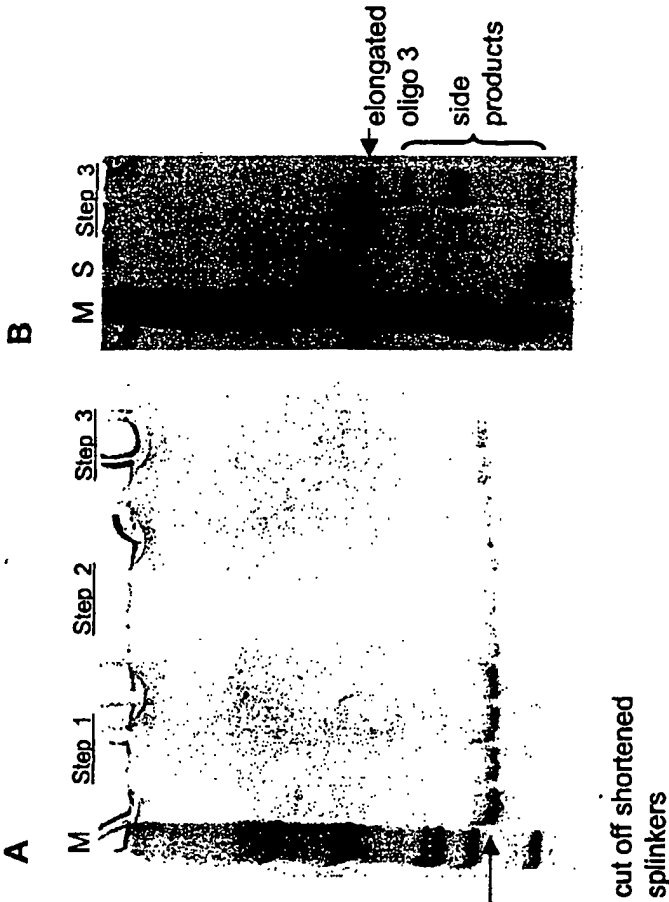 A
M
Step 1
Step 2
Step 3
cut off shortened
splinkers
B
M S Step 3
elongated
oligo 3
side
products